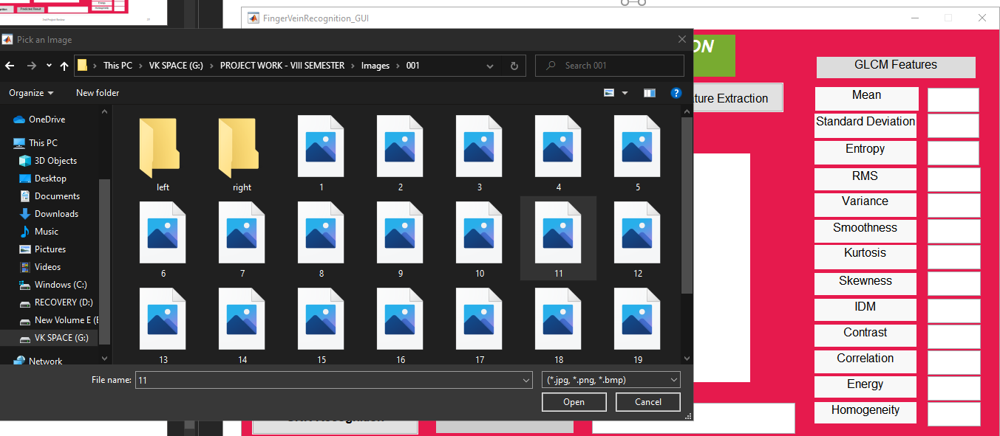 FingerVeinRecognition_GUI
Pick an Image
ON
This PC
VK SPACE (G:)
PROJECT WORK - VIII SEMESTER
Images
001
Search 001
GLCM Features
Organize
New folder
ture Extraction
Mean
Standard Deviation
Entropy
RMS
Variance
Smoothness
Kurtosis
Skewness
IDM
Contrast
Correlation
Energy
Homogeneity
OneDrive
This PC
3D Objects
Desktop
Documents
Downloads
Music
Pictures
Videos
Windows (C:)
RECOVERY (D:)
New Volume E (E
VK SPACE (G:)
Network
left right 1 2 3 4 5
6 7 8 9 10 11 12
13 14 15 16 17 18 19
File name: 11
(*.jpg, *.png, *.bmp)
Open Cancel